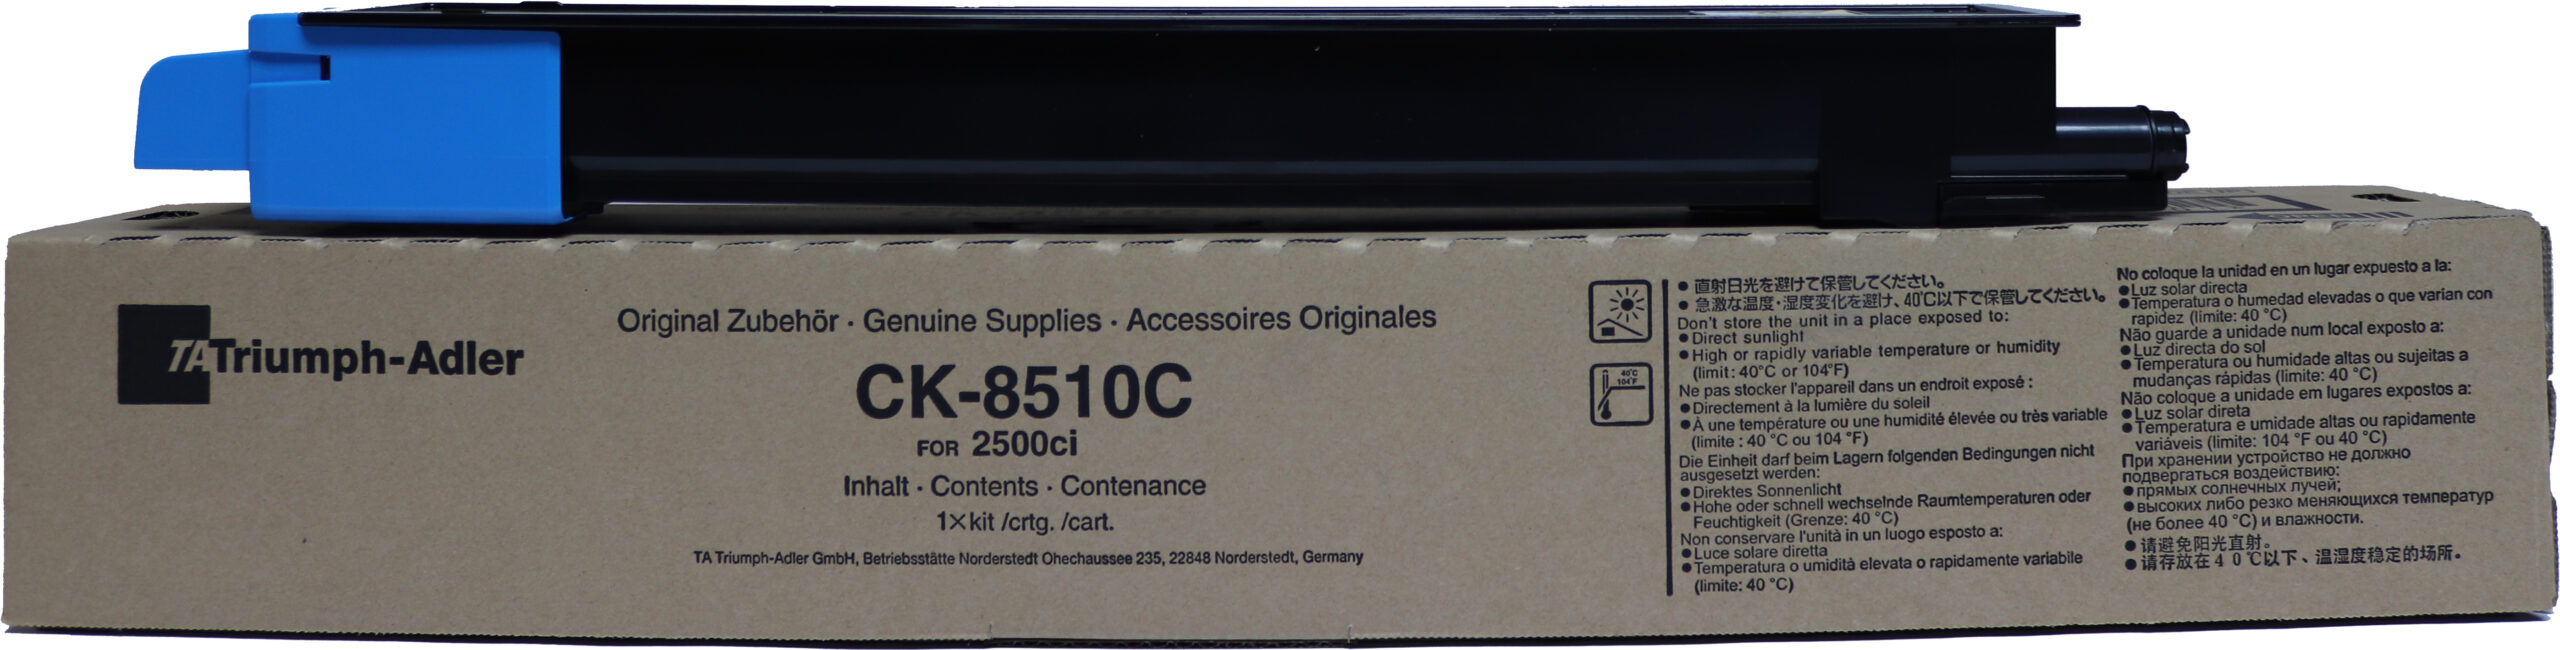 TA Triumph-Adler
Original Zubehör · Genuine Supplies · Accessoires Originales
CK-8510C
FOR 2500ci
Inhalt · Contents · Contenance
1×kit /crtg. /cart.
TA Triumph-Adler GmbH, Betriebsstätte Norderstedt Ohechaussee 235, 22848 Norderstedt, Germany
40°C
104°F
● 直射日光を避けて保管してください。
● 急激な温度・湿度変化を避け、40℃以下で保管してください。
Don't store the unit in a place exposed to:
● Direct sunlight
● High or rapidly variable temperature or humidity
(limit: 40°C or 104°F)
Ne pas stocker l'appareil dans un endroit exposé :
● Directement à la lumière du soleil
● À une température ou une humidité élevée ou très variable
(limite : 40 °C ou 104 °F)
Die Einheit darf beim Lagern folgenden Bedingungen nicht
ausgesetzt werden:
● Direktes Sonnenlicht
● Hohe oder schnell wechselnde Raumtemperaturen oder
Feuchtigkeit (Grenze: 40 °C)
Non conservare l'unità in un luogo esposto a:
● Luce solare diretta
● Temperatura o umidità elevata o rapidamente variabile
(limite: 40 °C)
No coloque la unidad en un lugar expuesto a la:
● Luz solar directa
● Temperatura o humedad elevadas o que varian con
rapidez (limite: 40 °C)
Não guarde a unidade num local exposto a:
● Luz directa do sol
● Temperatura ou humidade altas ou sujeitas a
mudanças rápidas (limite: 40 °C)
Não coloque a unidade em lugares expostos a:
● Luz solar direta
● Temperatura e umidade altas ou rapidamente
variáveis (limite: 104 °F ou 40 °C)
При хранении устройство не должно
подвергаться воздействию:
● прямых солнечных лучей;
● высоких либо резко меняющихся температур
(не более 40 °C) и влажности.
● 请避免阳光直射。
● 请存放在40℃以下、温湿度稳定的场所。